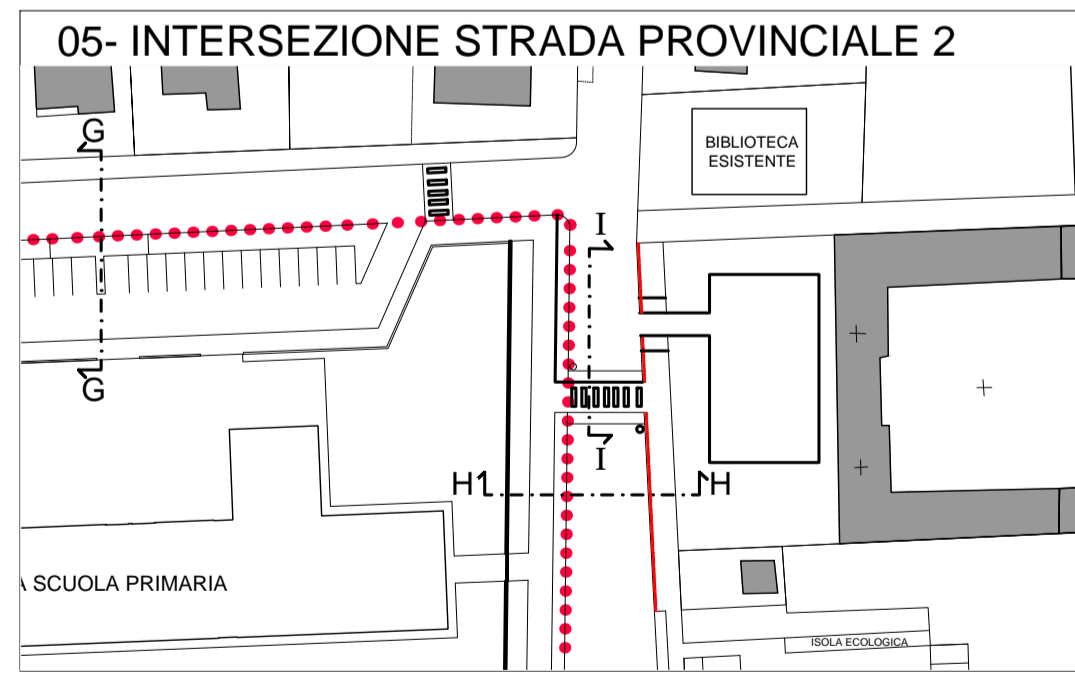 05- INTERSEZIONE STRADA PROVINCIALE 2
G
BIBLIOTECA
ESISTENTE
I
G
I
H
H
SCUOLA PRIMARIA
ISOLA ECOLOGICA